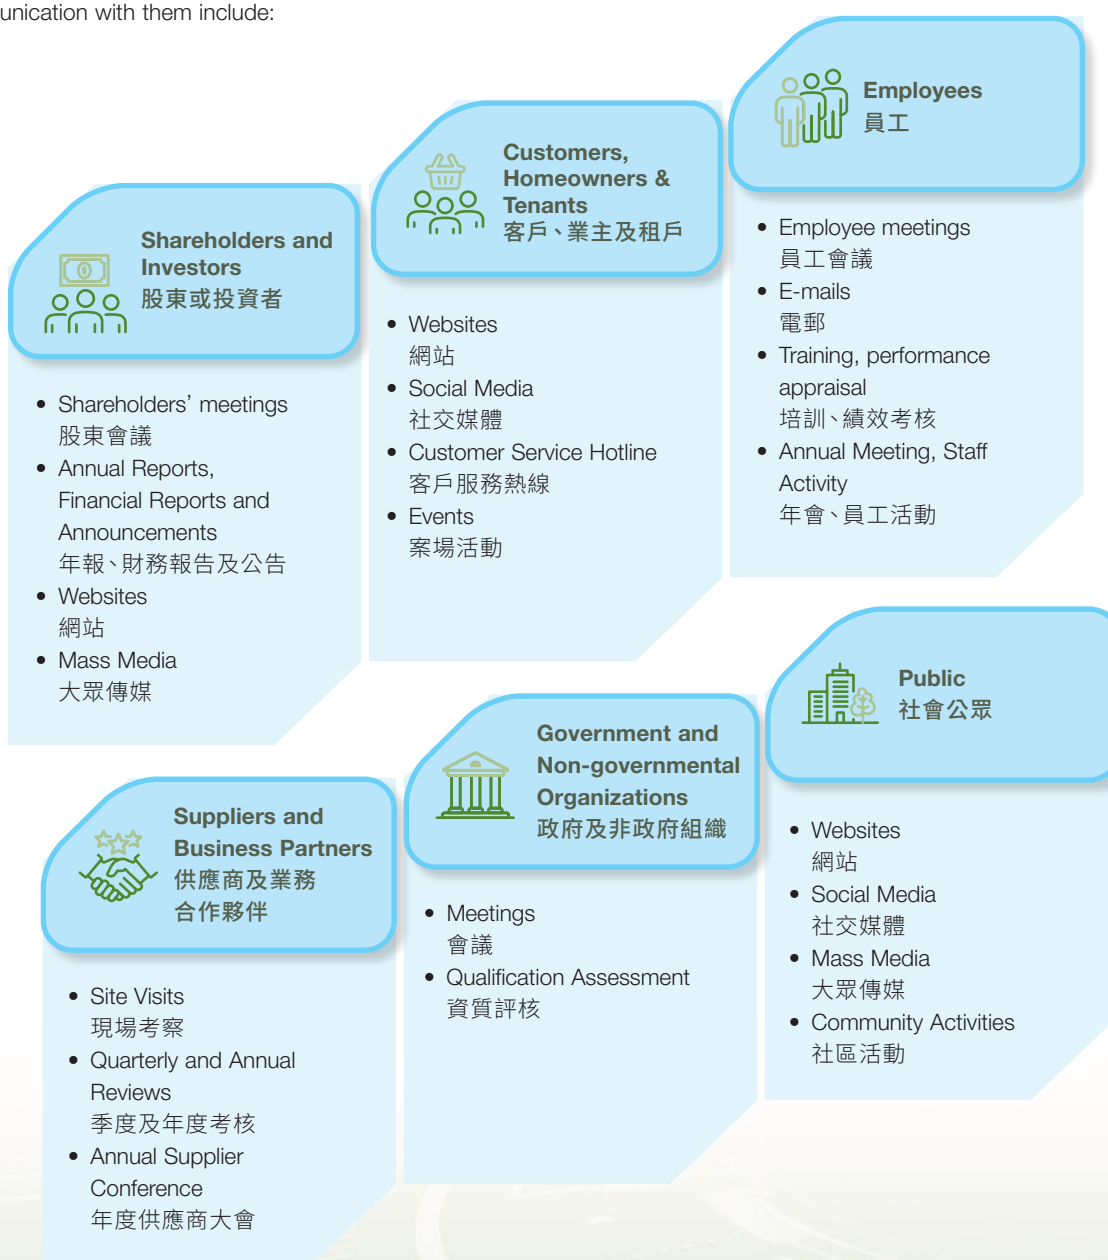 unication with them include:
Shareholders and
Investors
股東或投資者
• Shareholders’ meetings
股東會議
• Annual Reports,
Financial Reports and
Announcements
年報、財務報告及公告
• Websites
網站
• Mass Media
大眾傳媒
Customers,
Homeowners &
Tenants
客戶、業主及租戶
• Websites
網站
• Social Media
社交媒體
• Customer Service Hotline
客戶服務熱線
• Events
案場活動
Employees
員工
• Employee meetings
員工會議
• E-mails
電郵
• Training, performance
appraisal
培訓、績效考核
• Annual Meeting, Staff
Activity
年會、員工活動
Suppliers and
Business Partners
供應商及業務
合作夥伴
• Site Visits
現場考察
• Quarterly and Annual
Reviews
季度及年度考核
• Annual Supplier
Conference
年度供應商大會
Government and
Non-governmental
Organizations
政府及非政府組織
• Meetings
會議
• Qualification Assessment
資質評核
Public
社會公眾
• Websites
網站
• Social Media
社交媒體
• Mass Media
大眾傳媒
• Community Activities
社區活動